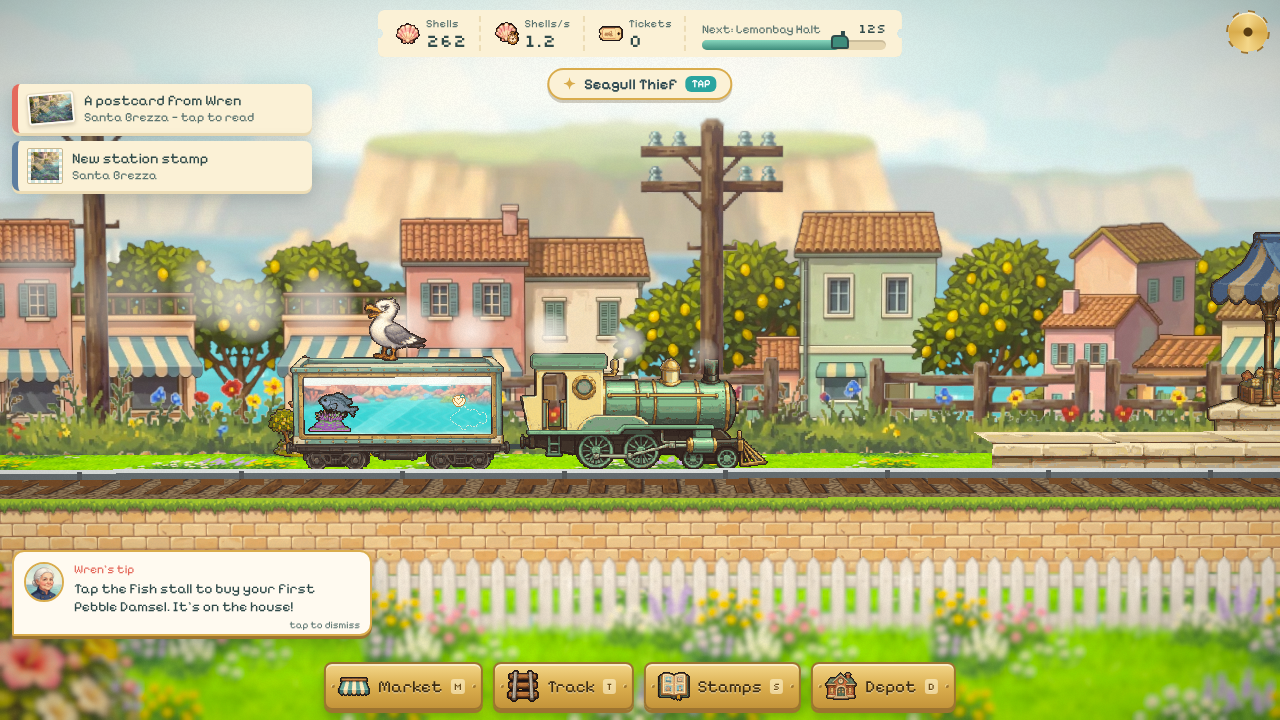 Shells
262
Shells/s
1.2
Tickets
0
Next: Lemonbay Halt
12s
Seagull Thief TAP
A postcard from Wren
Santa Brezza - tap to read
New station stamp
Santa Brezza
Wren's tip
Tap the Fish stall to buy your first
Pebble Damsel. It's on the house!
tap to dismiss
Market M
Track T
Stamps S
Depot D